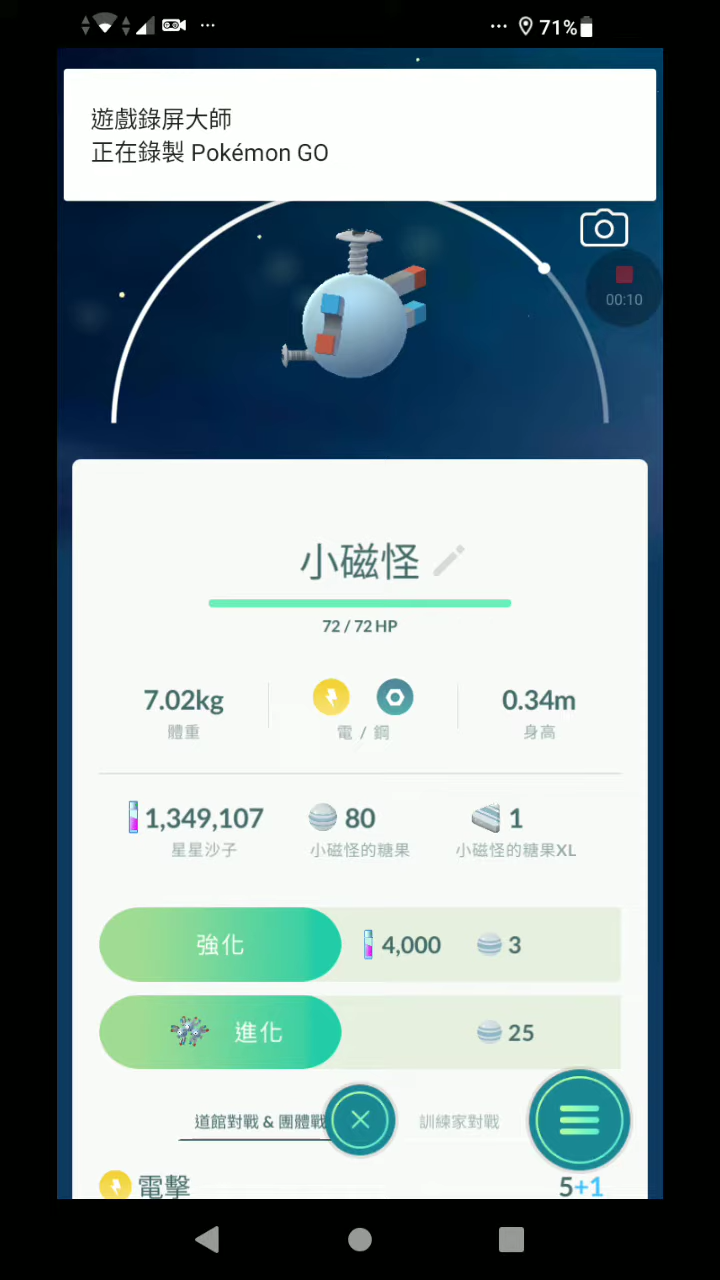 71%
遊戲錄屏大師
正在錄製 Pokémon GO
00:10
小磁怪
72 / 72 HP
7.02kg
0.34m
體重
電 / 鋼
身高
1,349,107
80
1
星星沙子
小磁怪的糖果
小磁怪的糖果XL
強化
4,000
3
進化
25
道館對戰 & 團體戰
訓練家對戰
電擊
5+1